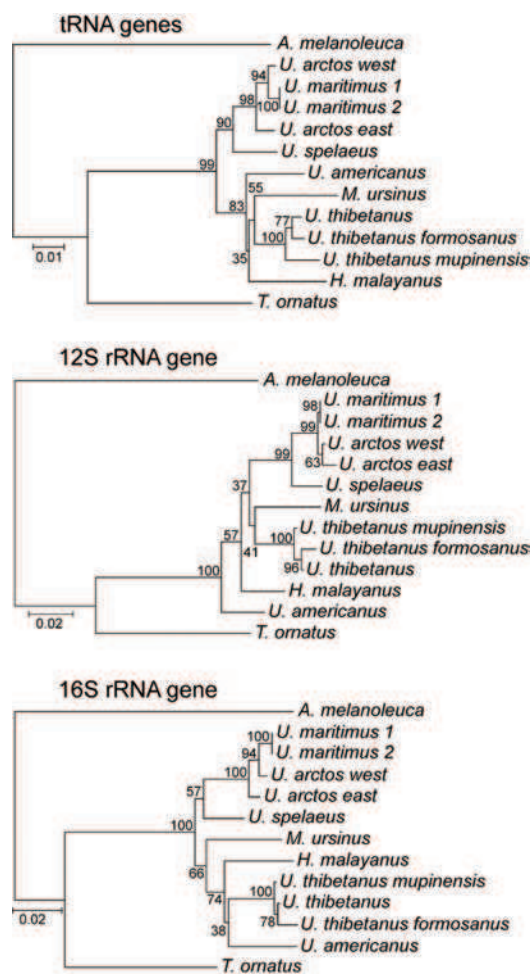 tRNA genes
A. melanoleuca
U. arctos west
94
U. maritimus 1
98
100
U. maritimus 2
90
U. arctos east
U. spelaeus
99
U. americanus
55
M. ursinus
83
77
U. thibetanus
100
U. thibetanus formosanus
0.01
35
U. thibetanus mupinensis
H. malayanus
T. ornatus
12S rRNA gene
A. melanoleuca
U. maritimus 1
98
U. maritimus 2
99
U. arctos west
99
63
U. arctos east
37
U. spelaeus
M. ursinus
57
U. thibetanus mupinensis
41
100
U. thibetanus formosanus
100
96
U. thibetanus
H. malayanus
0.02
U. americanus
T. ornatus
16S rRNA gene
A. melanoleuca
U. maritimus 1
100
U. maritimus 2
94
100
U. arctos west
57
U. arctos east
U. spelaeus
100
M. ursinus
H. malayanus
66
U. thibetanus mupinensis
74
100
U. thibetanus
0.02
78
U. thibetanus formosanus
38
U. americanus
T. ornatus